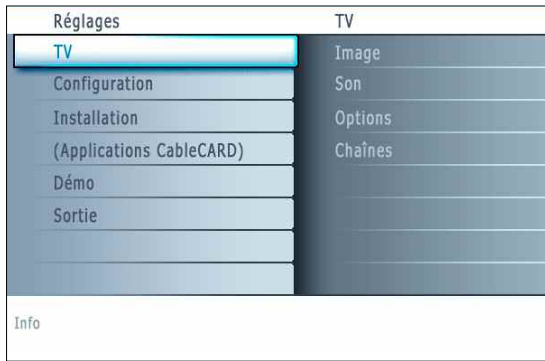 Réglages
TV
Configuration
Installation
(Applications CableCARD)
Démo
Sortie
TV
Image
Son
Options
Chaînes
Info